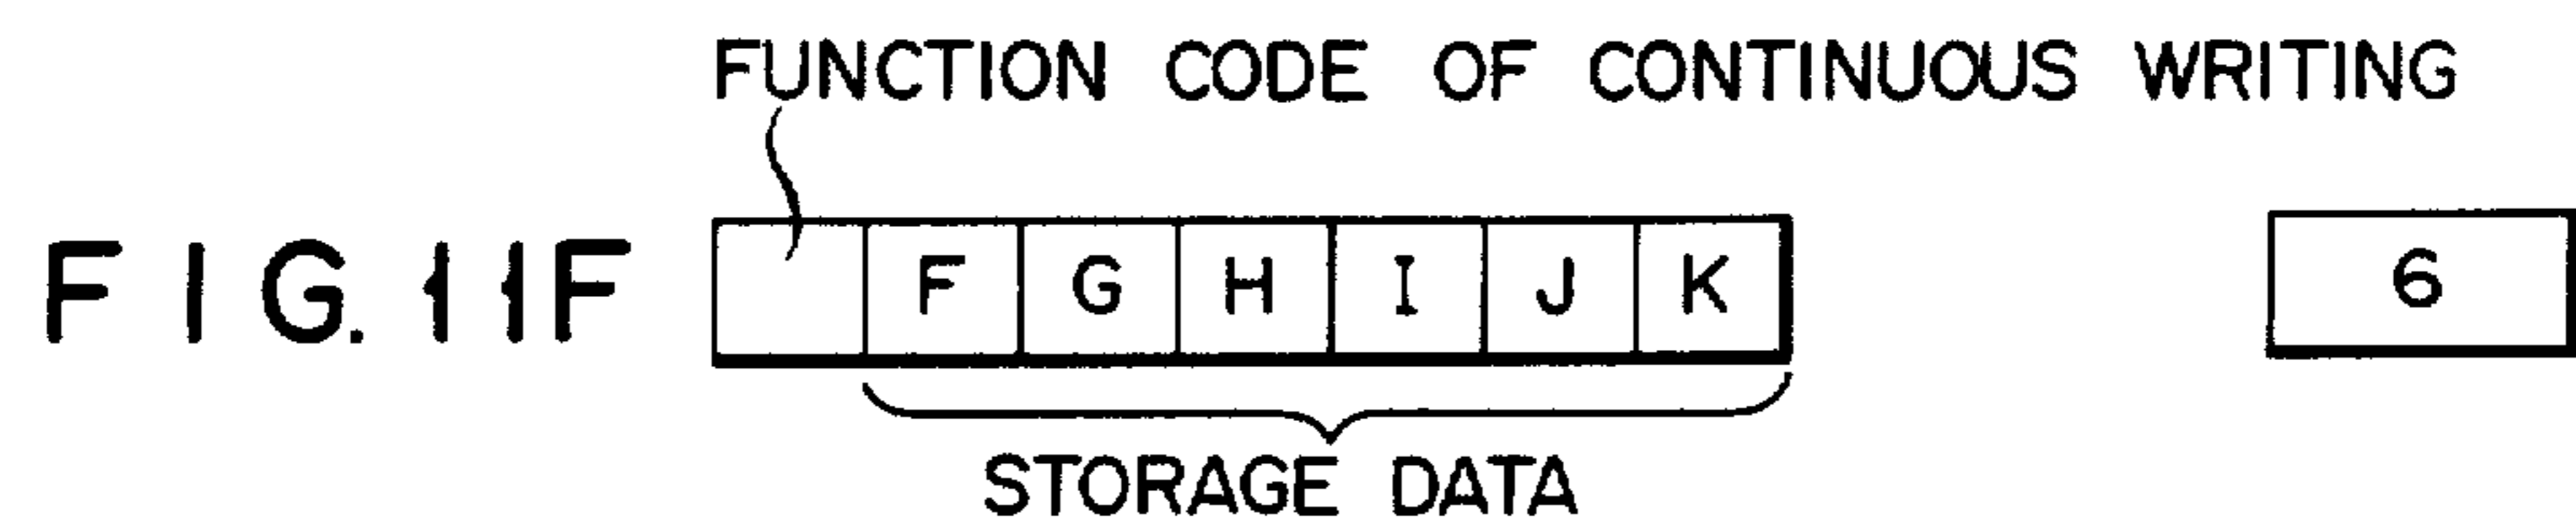 FUNCTION CODE OF CONTINUOUS WRITING
FIG. 11F F G H I J K 6
STORAGE DATA